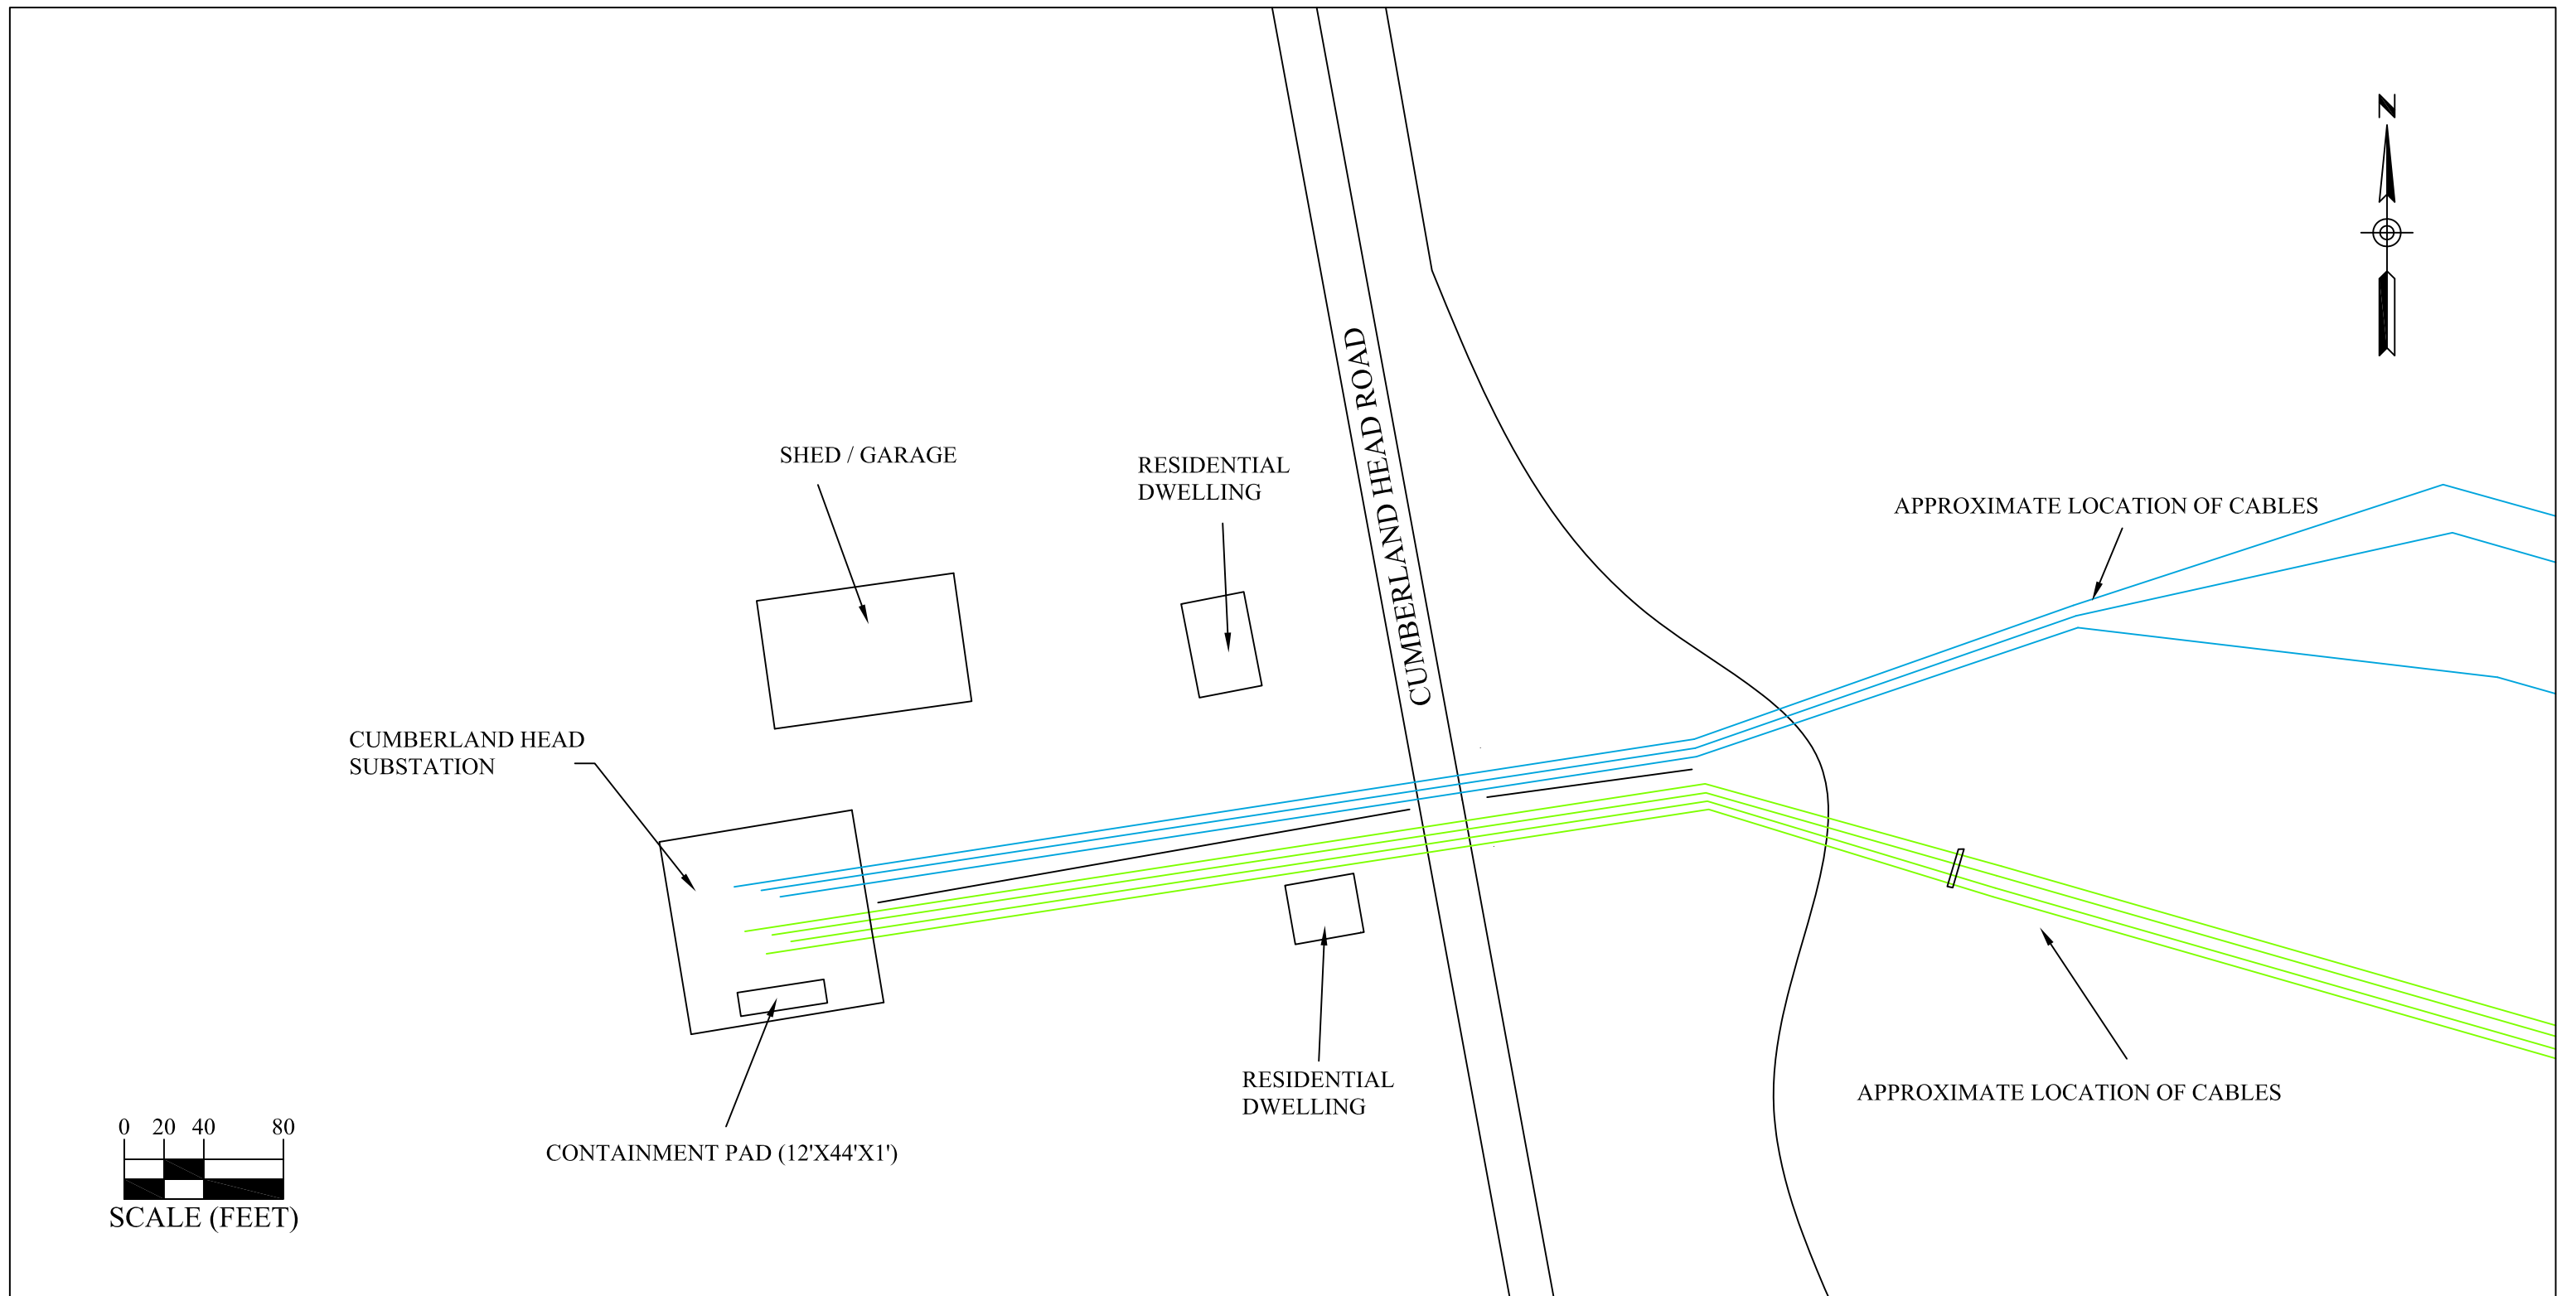 N
CUMBERLAND HEAD ROAD
SHED / GARAGE
RESIDENTIAL
DWELLING
APPROXIMATE LOCATION OF CABLES
CUMBERLAND HEAD
SUBSTATION
RESIDENTIAL
DWELLING
APPROXIMATE LOCATION OF CABLES
CONTAINMENT PAD (12'X44'X1')
0 20 40 80
SCALE (FEET)